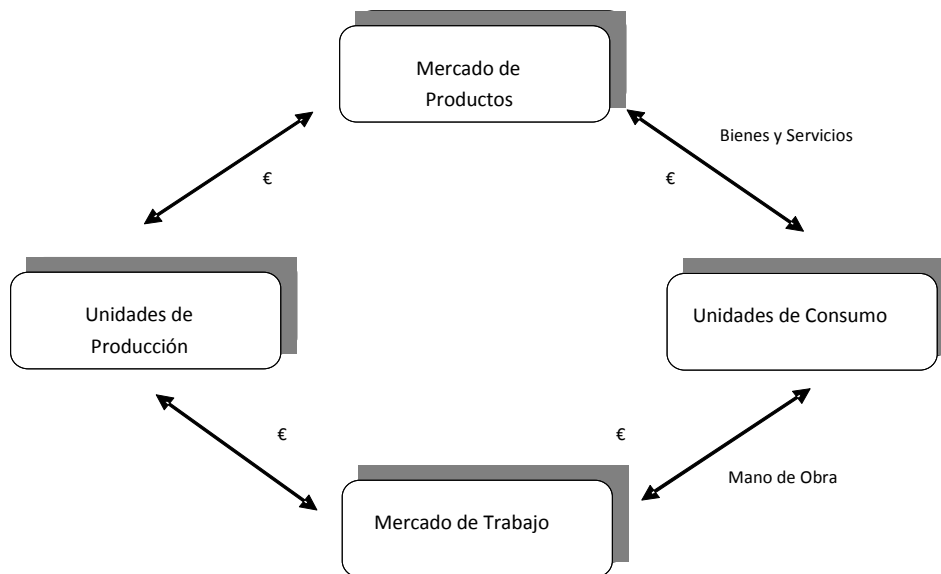 Mercado de
Productos
Bienes y Servicios
€
€
Unidades de
Producción
Unidades de Consumo
€
€
Mano de Obra
Mercado de Trabajo